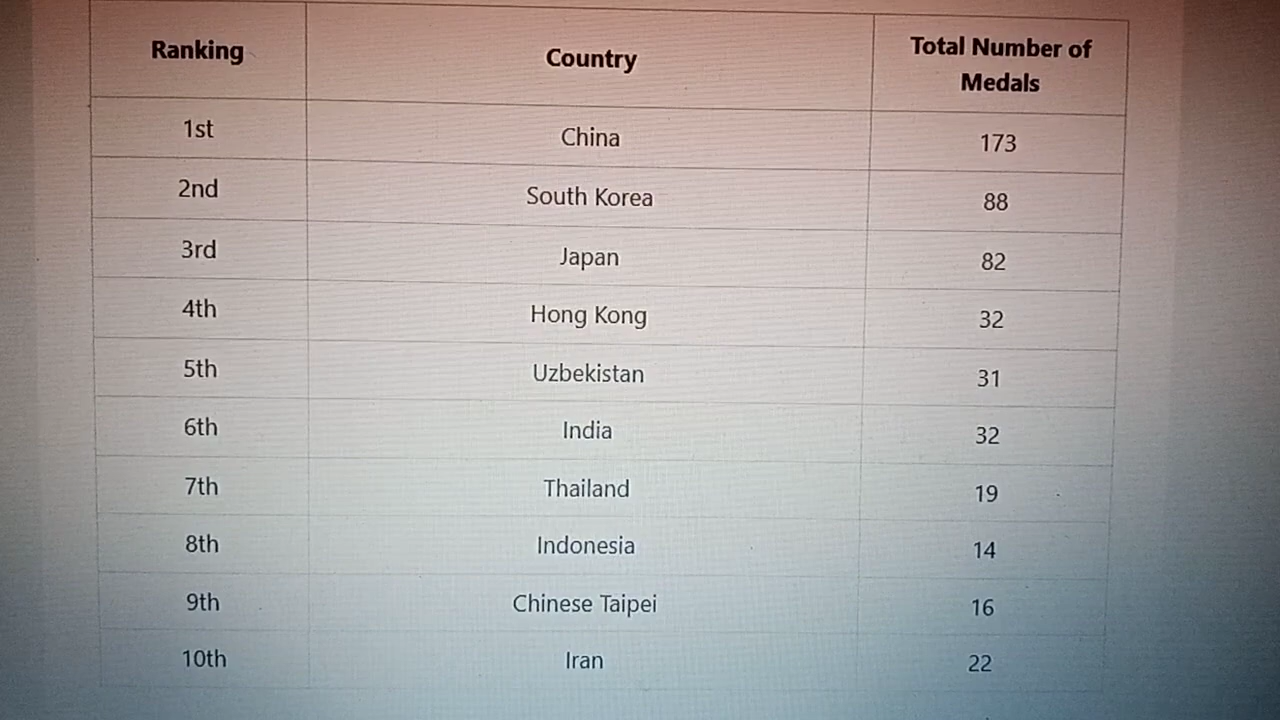 Ranking Country Total Number of
Medals
1st China 173
2nd South Korea 88
3rd Japan 82
4th Hong Kong 32
5th Uzbekistan 31
6th India 32
7th Thailand 19
8th Indonesia 14
9th Chinese Taipei 16
10th Iran 22